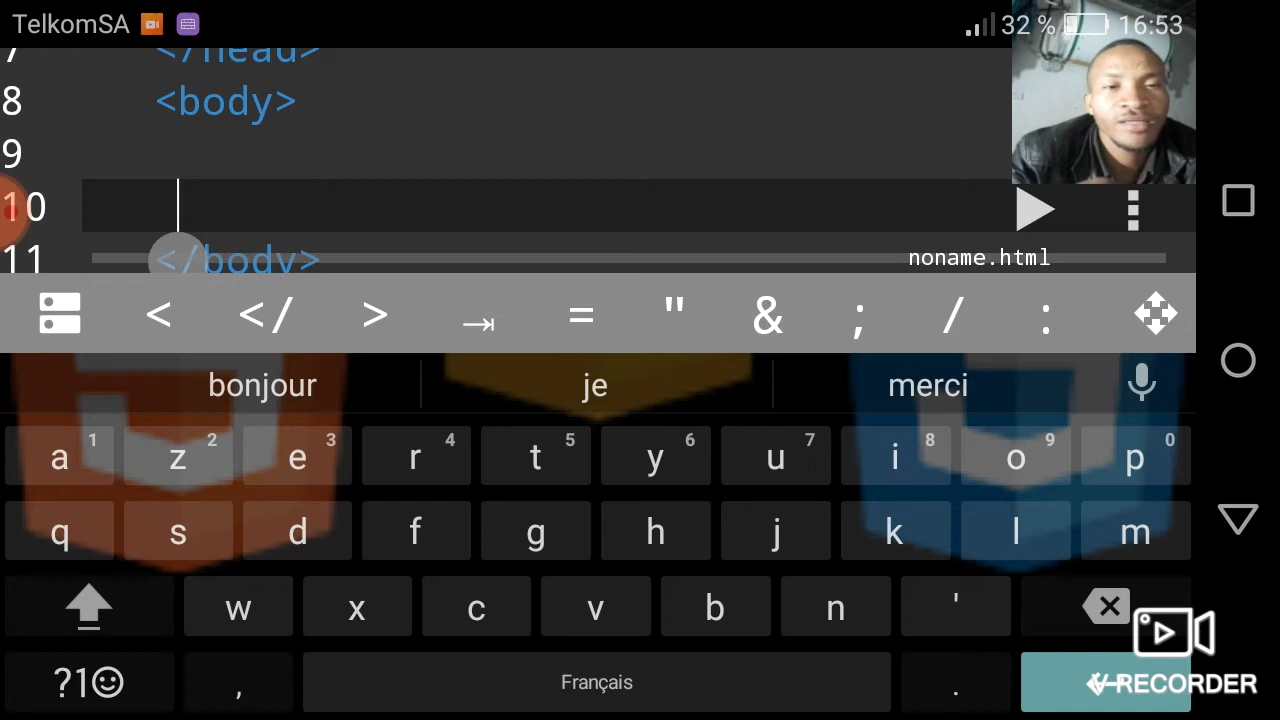 TelkomSA 32 % 16:53
7 </head>
8 <body>
9
10
11 </body>
noname.html
< </ > ⇥ = " & ; / :
bonjour je merci
a 1 z 2 e 3 r 4 t 5 y 6 u 7 i 8 o 9 p 0
q s d f g h j k l m
w x c v b n '
?1☺ , Français .
V-RECORDER